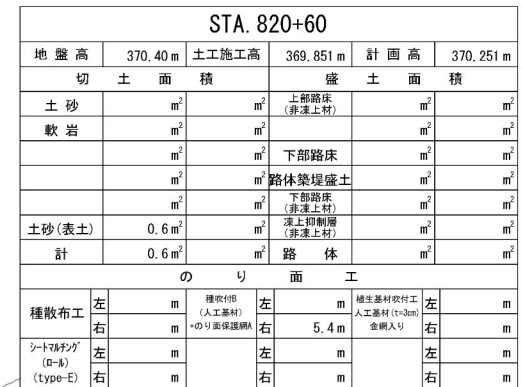 STA. 820+60
地 盤 高 370.40 m 土工施工高 369.851 m 計 画 高 370.251 m
切 土 面 積 盛 土 面 積
土 砂 m² m² 上部路床 (非凍上材) m² m²
軟 岩 m² m² m² m²
m² m² 下部路床 m² m²
m² m² 路体築堤盛土 m² m²
m² m² 下部路床 (非凍上材) m² m²
土砂(表土) 0.6 m² m² 凍上抑制層 (非凍上材) m² m²
計 0.6 m² m² 路 体 m² m²
の り 面 工
種散布工 左 m 種吹付B (人工基材) +のり面保護網A 左 m 植生基材吹付工 人工基材(t=3cm) 金網入り 左 m
右 m 右 5.4 m 右 m
シートマルチング (ロール) (type-E) 左 m 左 m 左 m
右 m 右 m 右 m